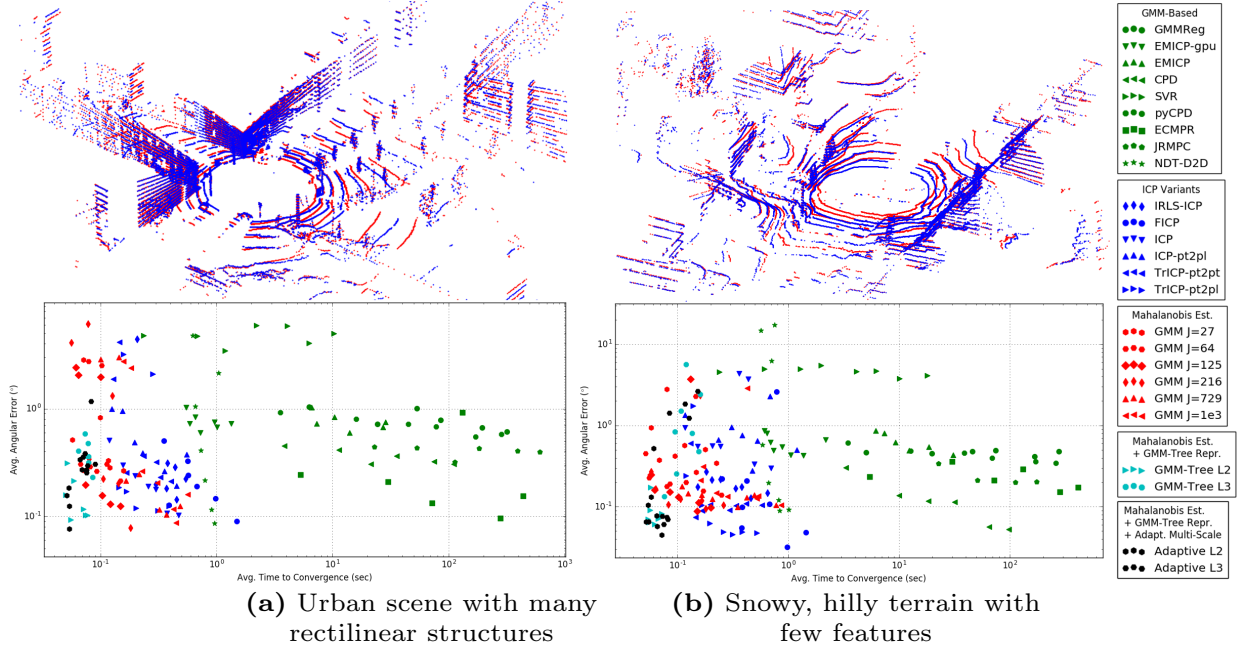 GMM-Based
GMMReg
EMICP-gpu
EMICP
CPD
SVR
pyCPD
ECMPR
JRMPC
NDT-D2D
ICP Variants
IRLS-ICP
FICP
ICP
ICP-pt2pl
TrICP-pt2pt
TrICP-pt2pl
Mahalanobis Est.
GMM J=27
GMM J=64
GMM J=125
GMM J=216
GMM J=729
GMM J=1e3
Mahalanobis Est.
+ GMM-Tree Repr.
GMM-Tree L2
GMM-Tree L3
Mahalanobis Est.
+ GMM-Tree Repr.
+ Adapt. Multi-Scale
Adaptive L2
Adaptive L3
Avg. Angular Error (°)
10⁰
10⁻¹
10⁻¹ 10⁰ 10¹ 10² 10³
Avg. Time to Convergence (sec)
Avg. Angular Error (°)
10¹
10⁰
10⁻¹
10⁻¹ 10⁰ 10¹ 10²
Avg. Time to Convergence (sec)
(a) Urban scene with many
rectilinear structures
(b) Snowy, hilly terrain with
few features